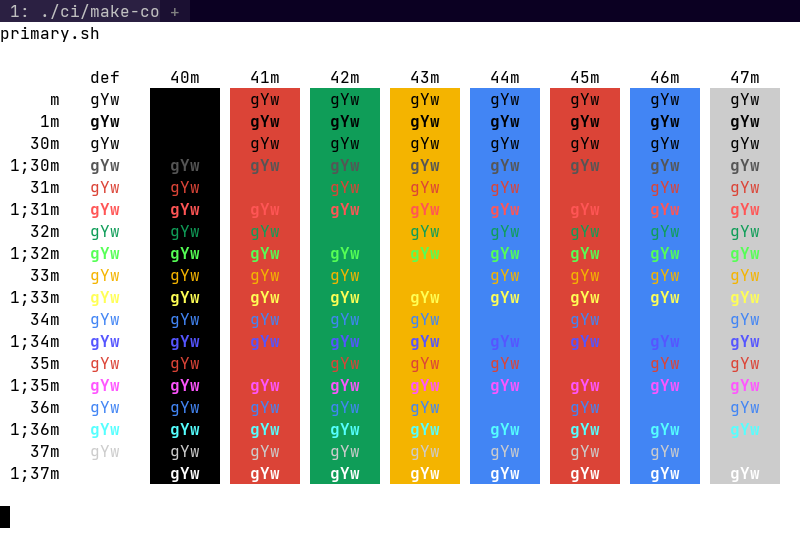 1: ./ci/make-co +
primary.sh
def 40m 41m 42m 43m 44m 45m 46m 47m
m gYw gYw gYw gYw gYw gYw gYw gYw
1m gYw gYw gYw gYw gYw gYw gYw gYw
30m gYw gYw gYw gYw gYw gYw gYw gYw
1;30m gYw gYw gYw gYw gYw gYw gYw gYw gYw
31m gYw gYw gYw gYw gYw gYw gYw
1;31m gYw gYw gYw gYw gYw gYw gYw gYw gYw
32m gYw gYw gYw gYw gYw gYw gYw gYw
1;32m gYw gYw gYw gYw gYw gYw gYw gYw gYw
33m gYw gYw gYw gYw gYw gYw gYw gYw
1;33m gYw gYw gYw gYw gYw gYw gYw gYw gYw
34m gYw gYw gYw gYw gYw gYw gYw
1;34m gYw gYw gYw gYw gYw gYw gYw gYw gYw
35m gYw gYw gYw gYw gYw gYw gYw
1;35m gYw gYw gYw gYw gYw gYw gYw gYw gYw
36m gYw gYw gYw gYw gYw gYw gYw
1;36m gYw gYw gYw gYw gYw gYw gYw gYw gYw
37m gYw gYw gYw gYw gYw gYw gYw gYw
1;37m gYw gYw gYw gYw gYw gYw gYw gYw